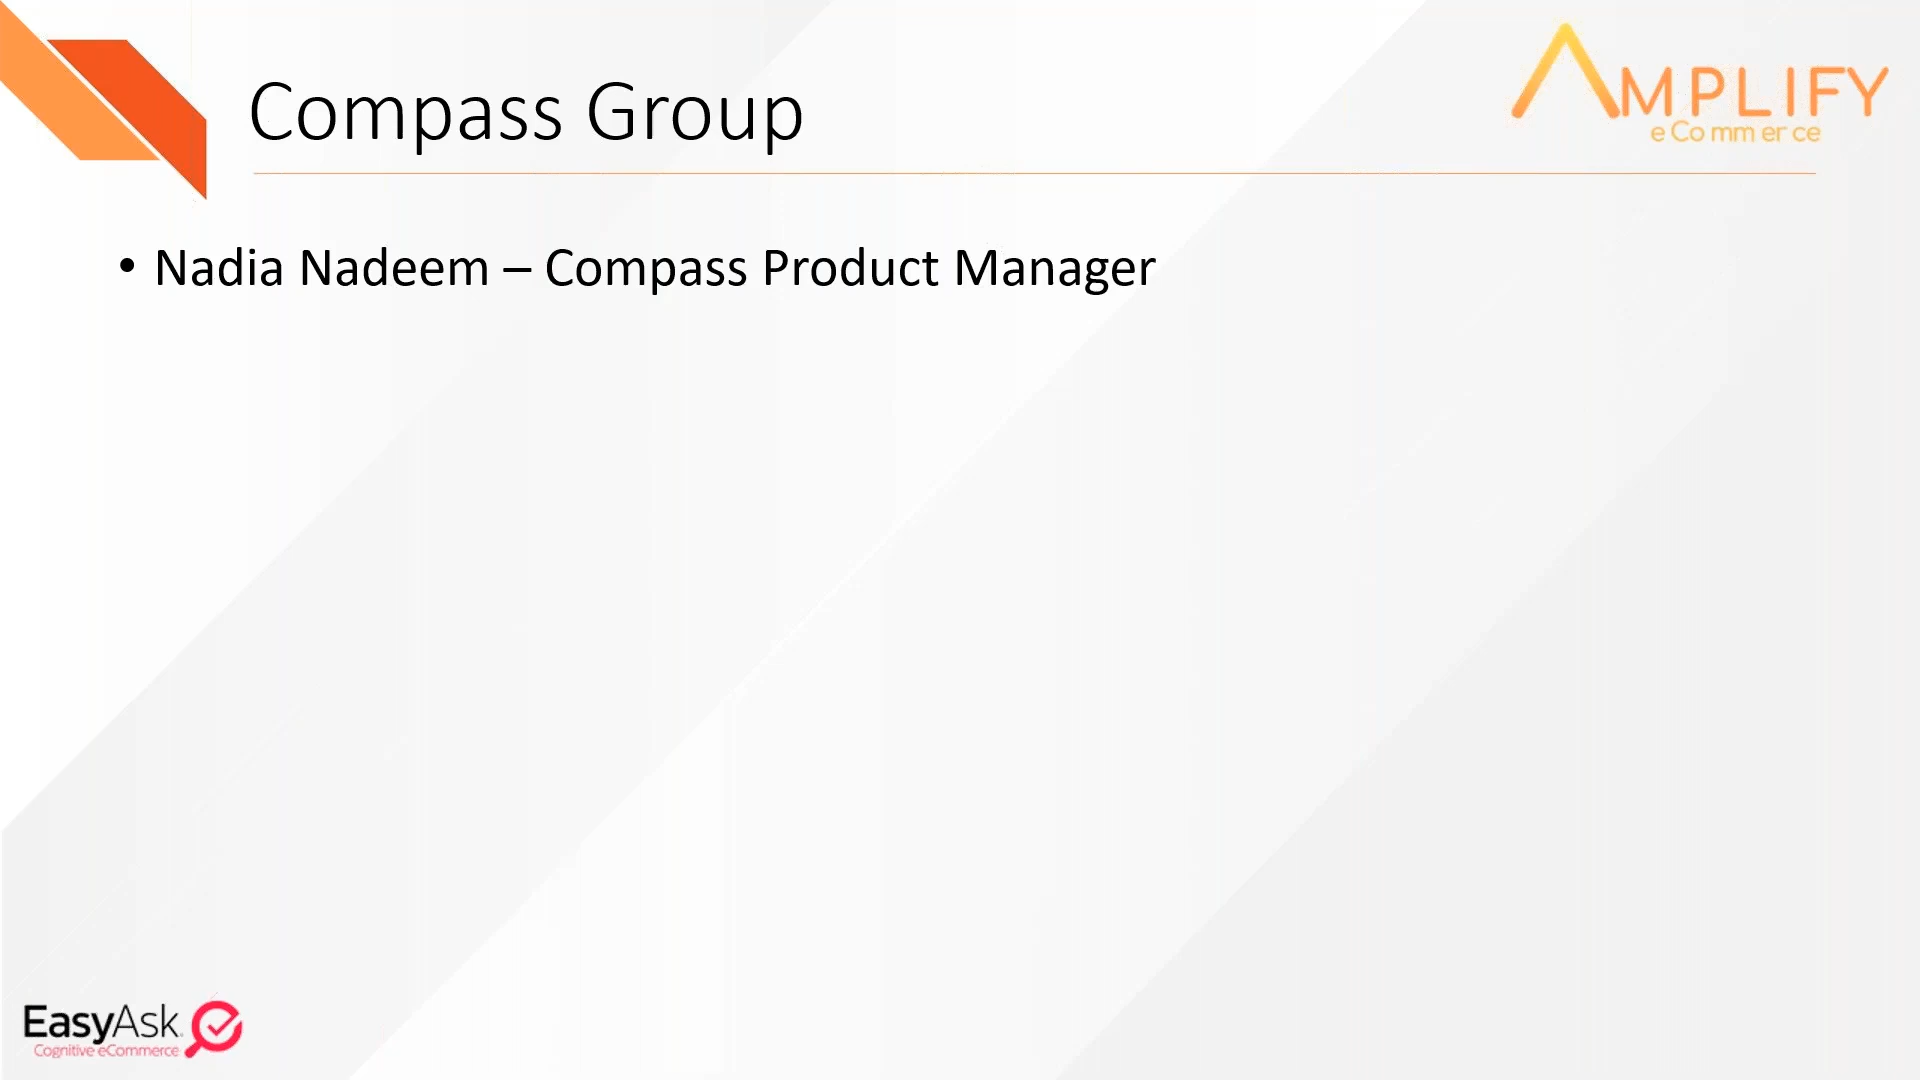 Compass Group
AMPLIFY
eCommerce
• Nadia Nadeem – Compass Product Manager
EasyAsk
Cognitive eCommerce